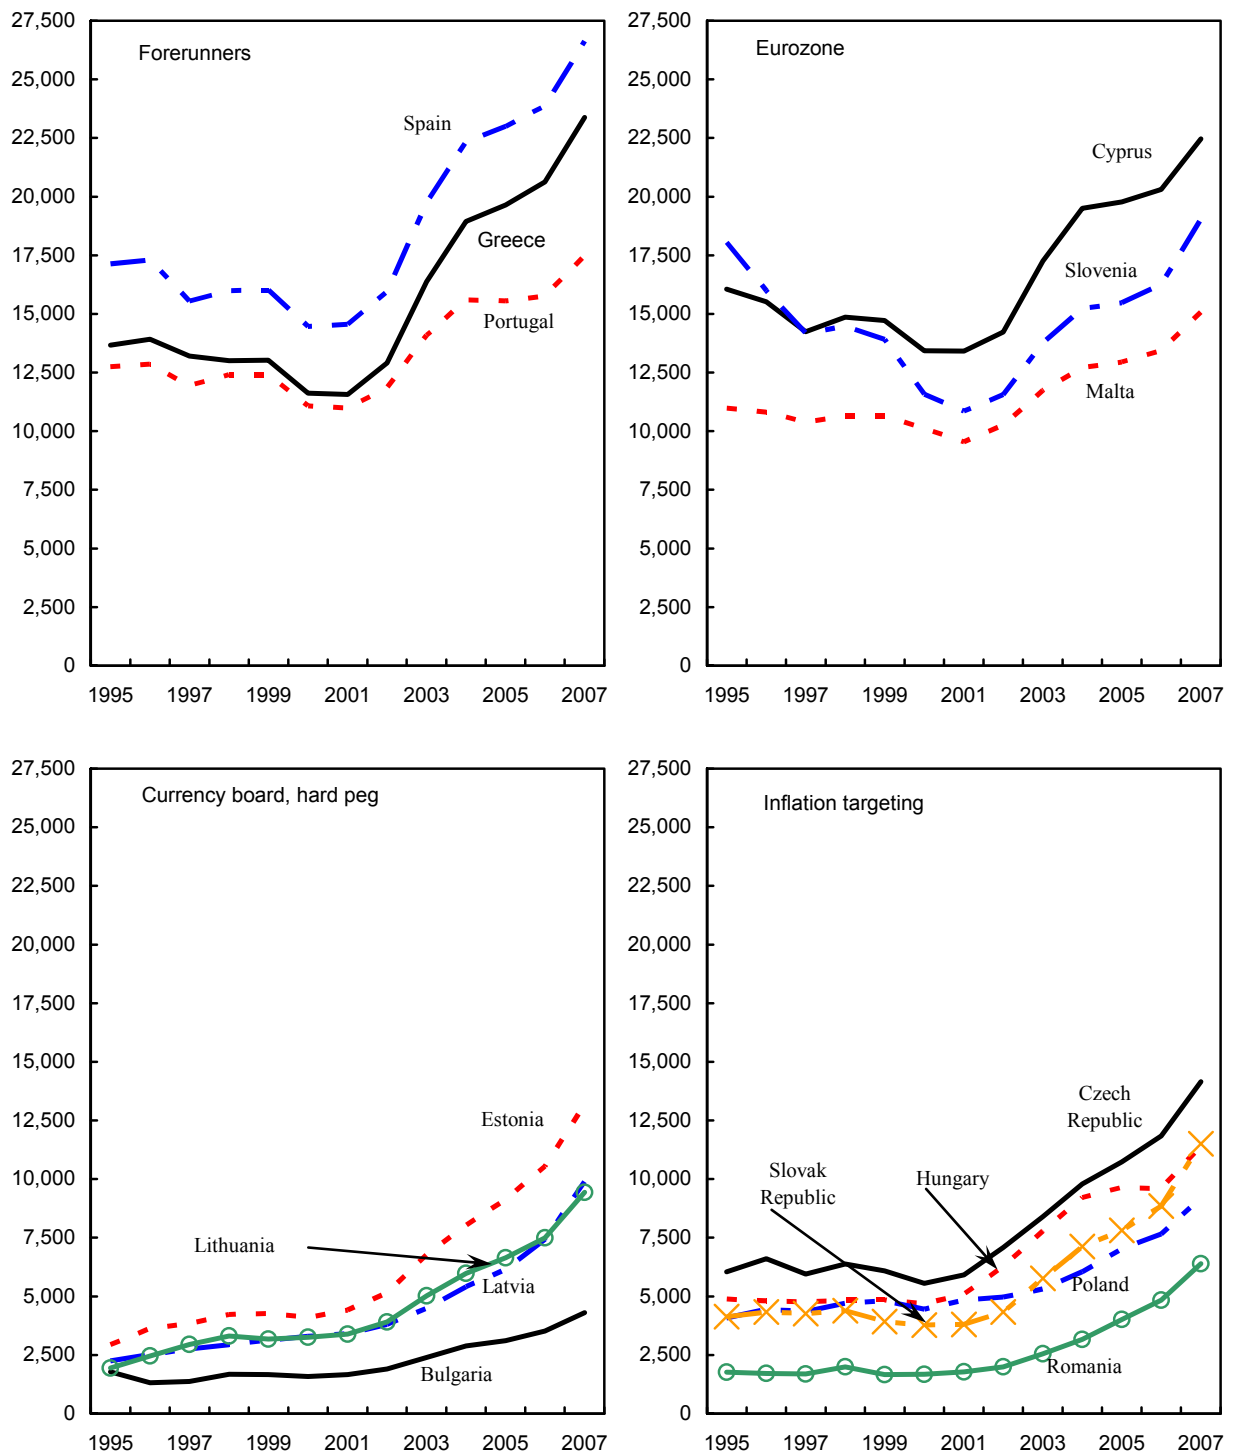 27,500
25,000
22,500
20,000
17,500
15,000
12,500
10,000
7,500
5,000
2,500
0
Forerunners
Spain
Greece
Portugal
1995 1997 1999 2001 2003 2005 2007
27,500
25,000
22,500
20,000
17,500
15,000
12,500
10,000
7,500
5,000
2,500
0
Eurozone
Cyprus
Slovenia
Malta
1995 1997 1999 2001 2003 2005 2007
27,500
25,000
22,500
20,000
17,500
15,000
12,500
10,000
7,500
5,000
2,500
0
Currency board, hard peg
Estonia
Lithuania
Latvia
Bulgaria
1995 1997 1999 2001 2003 2005 2007
27,500
25,000
22,500
20,000
17,500
15,000
12,500
10,000
7,500
5,000
2,500
0
Inflation targeting
Czech
Republic
Slovak
Republic
Hungary
Poland
Romania
1995 1997 1999 2001 2003 2005 2007